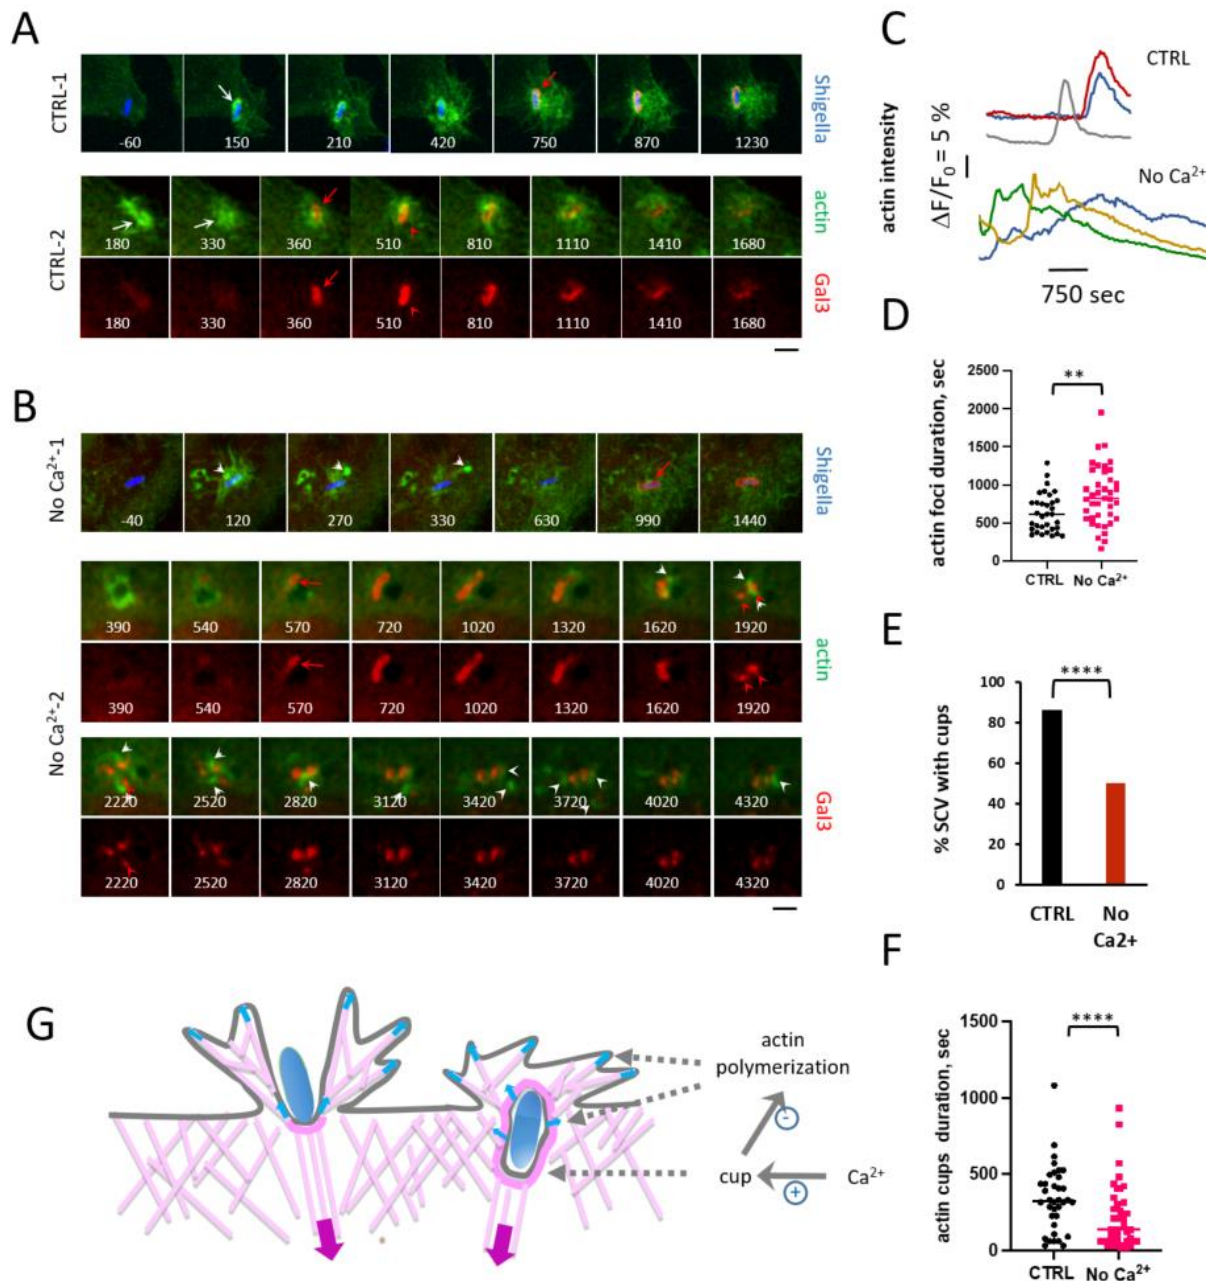 A
CTRL-1
-60 150 210 420 750 870 1230
Shigella
CTRL-2
180 330 360 510 810 1110 1410 1680
actin
180 330 360 510 810 1110 1410 1680
Gal3
B
No Ca²⁺-1
-40 120 270 330 630 990 1440
Shigella
No Ca²⁺-2
390 540 570 720 1020 1320 1620 1920
actin
390 540 570 720 1020 1320 1620 1920
2220 2520 2820 3120 3420 3720 4020 4320
Gal3
2220 2520 2820 3120 3420 3720 4020 4320
C
CTRL
actin intensity
ΔF/F₀ = 5 %
No Ca²⁺
750 sec
D
actin foci duration, sec
2500
2000
1500
1000
500
0
**
CTRL No Ca²⁺
E
% SCV with cups
100
80
60
40
20
0
****
CTRL No
Ca2+
F
actin cups duration, sec
1500
1000
500
0
****
CTRL No Ca²⁺
G
actin
polymerization
-
cup Ca²⁺
+